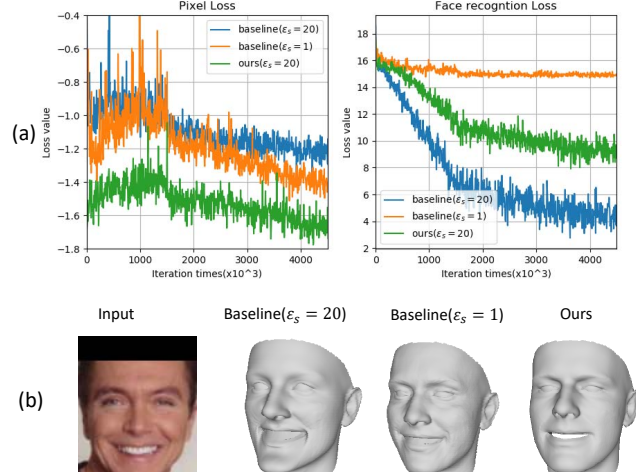 Pixel Loss
−0.4
−0.6
−0.8
−1.0
−1.2
−1.4
−1.6
−1.8
Loss value
0
1000
2000
3000
4000
Iteration times(x10^3)
baseline(εs = 20)
baseline(εs = 1)
ours(εs = 20)
Face recogntion Loss
18
16
14
12
10
8
6
4
2
Loss value
0
1000
2000
3000
4000
Iteration times(x10^3)
baseline(εs = 20)
baseline(εs = 1)
ours(εs = 20)
(a)
Input
Baseline(εs = 20)
Baseline(εs = 1)
Ours
(b)